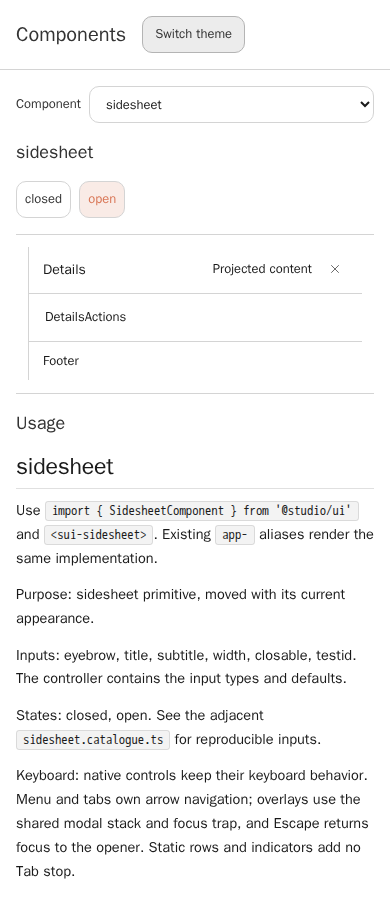 Components Switch theme
Component sidesheet
sidesheet
closed open
Details Projected content
DetailsActions
Footer
Usage
sidesheet
Use import { SidesheetComponent } from '@studio/ui'
and <sui-sidesheet> . Existing app- aliases render the
same implementation.
Purpose: sidesheet primitive, moved with its current
appearance.
Inputs: eyebrow, title, subtitle, width, closable, testid.
The controller contains the input types and defaults.
States: closed, open. See the adjacent
sidesheet.catalogue.ts for reproducible inputs.
Keyboard: native controls keep their keyboard behavior.
Menu and tabs own arrow navigation; overlays use the
shared modal stack and focus trap, and Escape returns
focus to the opener. Static rows and indicators add no
Tab stop.